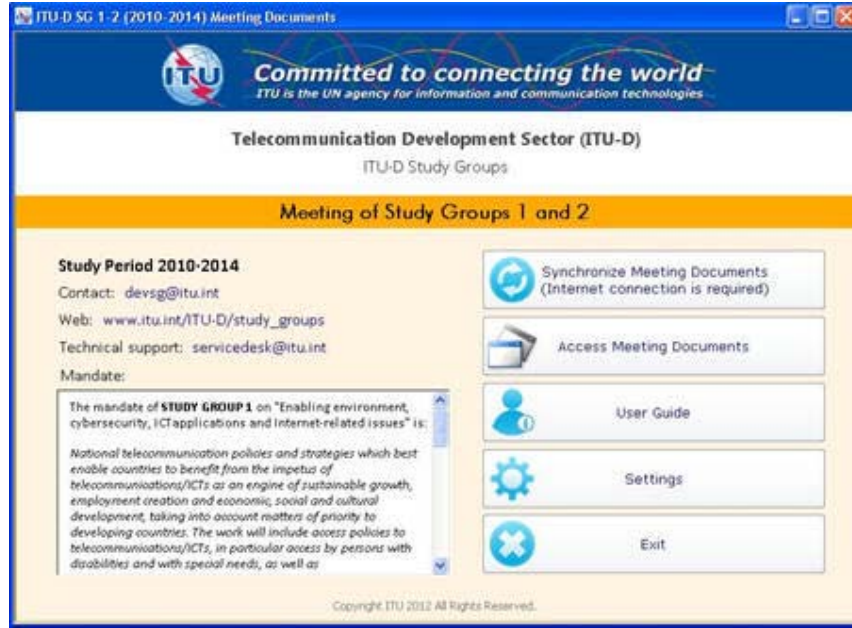 ITU-D SG 1-2 (2010-2014) Meeting Documents
ITU
Committed to connecting the world
ITU is the UN agency for information and communication technologies
Telecommunication Development Sector (ITU-D)
ITU-D Study Groups
Meeting of Study Groups 1 and 2
Study Period 2010-2014
Contact: devsg@itu.int
Web: www.itu.int/ITU-D/study_groups
Technical support: servicedesk@itu.int
Mandate:
The mandate of STUDY GROUP 1 on "Enabling environment,
cybersecurity, ICT applications and Internet-related issues" is:
National telecommunication policies and strategies which best
enable countries to benefit from the impetus of
telecommunications/ICTs as an engine of sustainable growth,
employment creation and economic, social and cultural
development, taking into account matters of priority to
developing countries. The work will include access policies to
telecommunications/ICTs, in particular access by persons with
disabilities and with special needs, as well as
Synchronize Meeting Documents
(Internet connection is required)
Access Meeting Documents
User Guide
Settings
Exit
Copyright ITU 2012 All Rights Reserved.